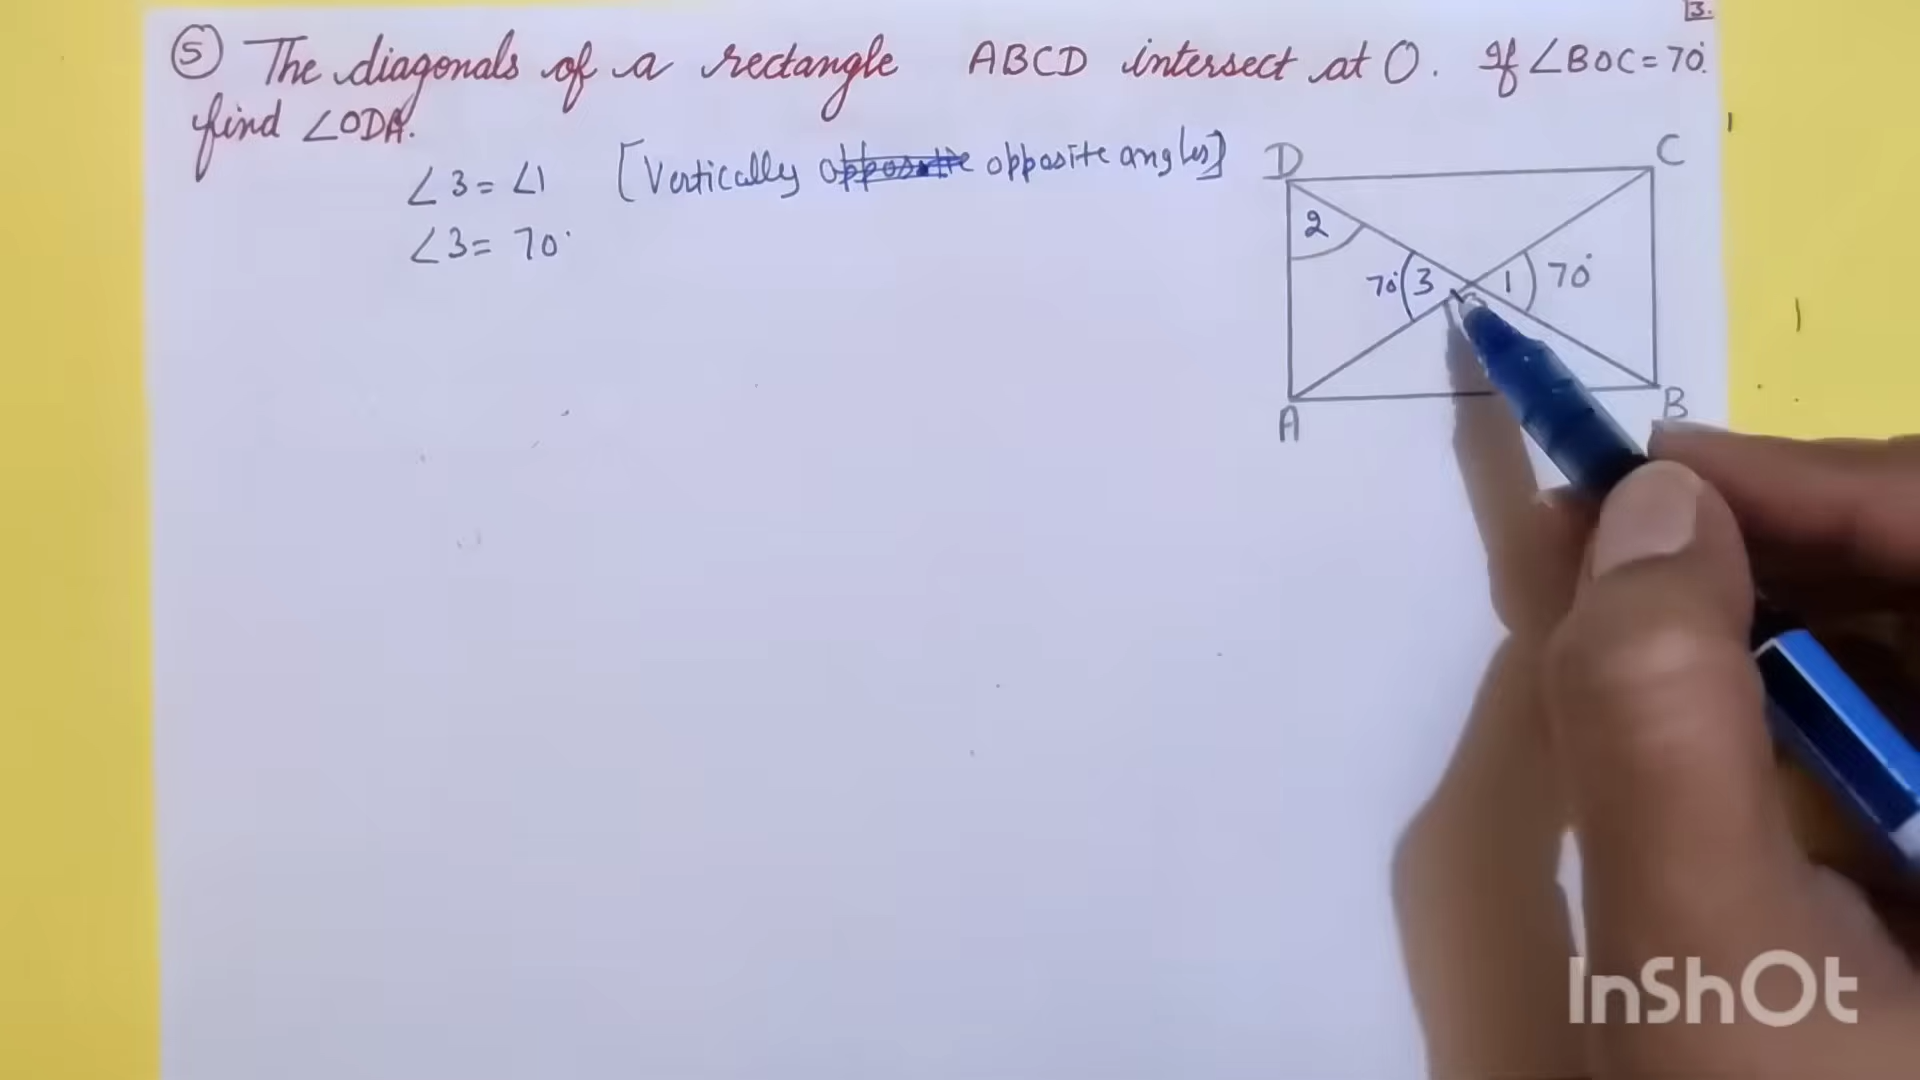 3.
⑤ The diagonals of a rectangle ABCD intersect at O. If ∠BOC = 70°.
find ∠ODA.
∠3 = ∠1 [Vertically opposite angles]
∠3 = 70°
D
C
2
70° 3
1 70°
A
B
InShOt